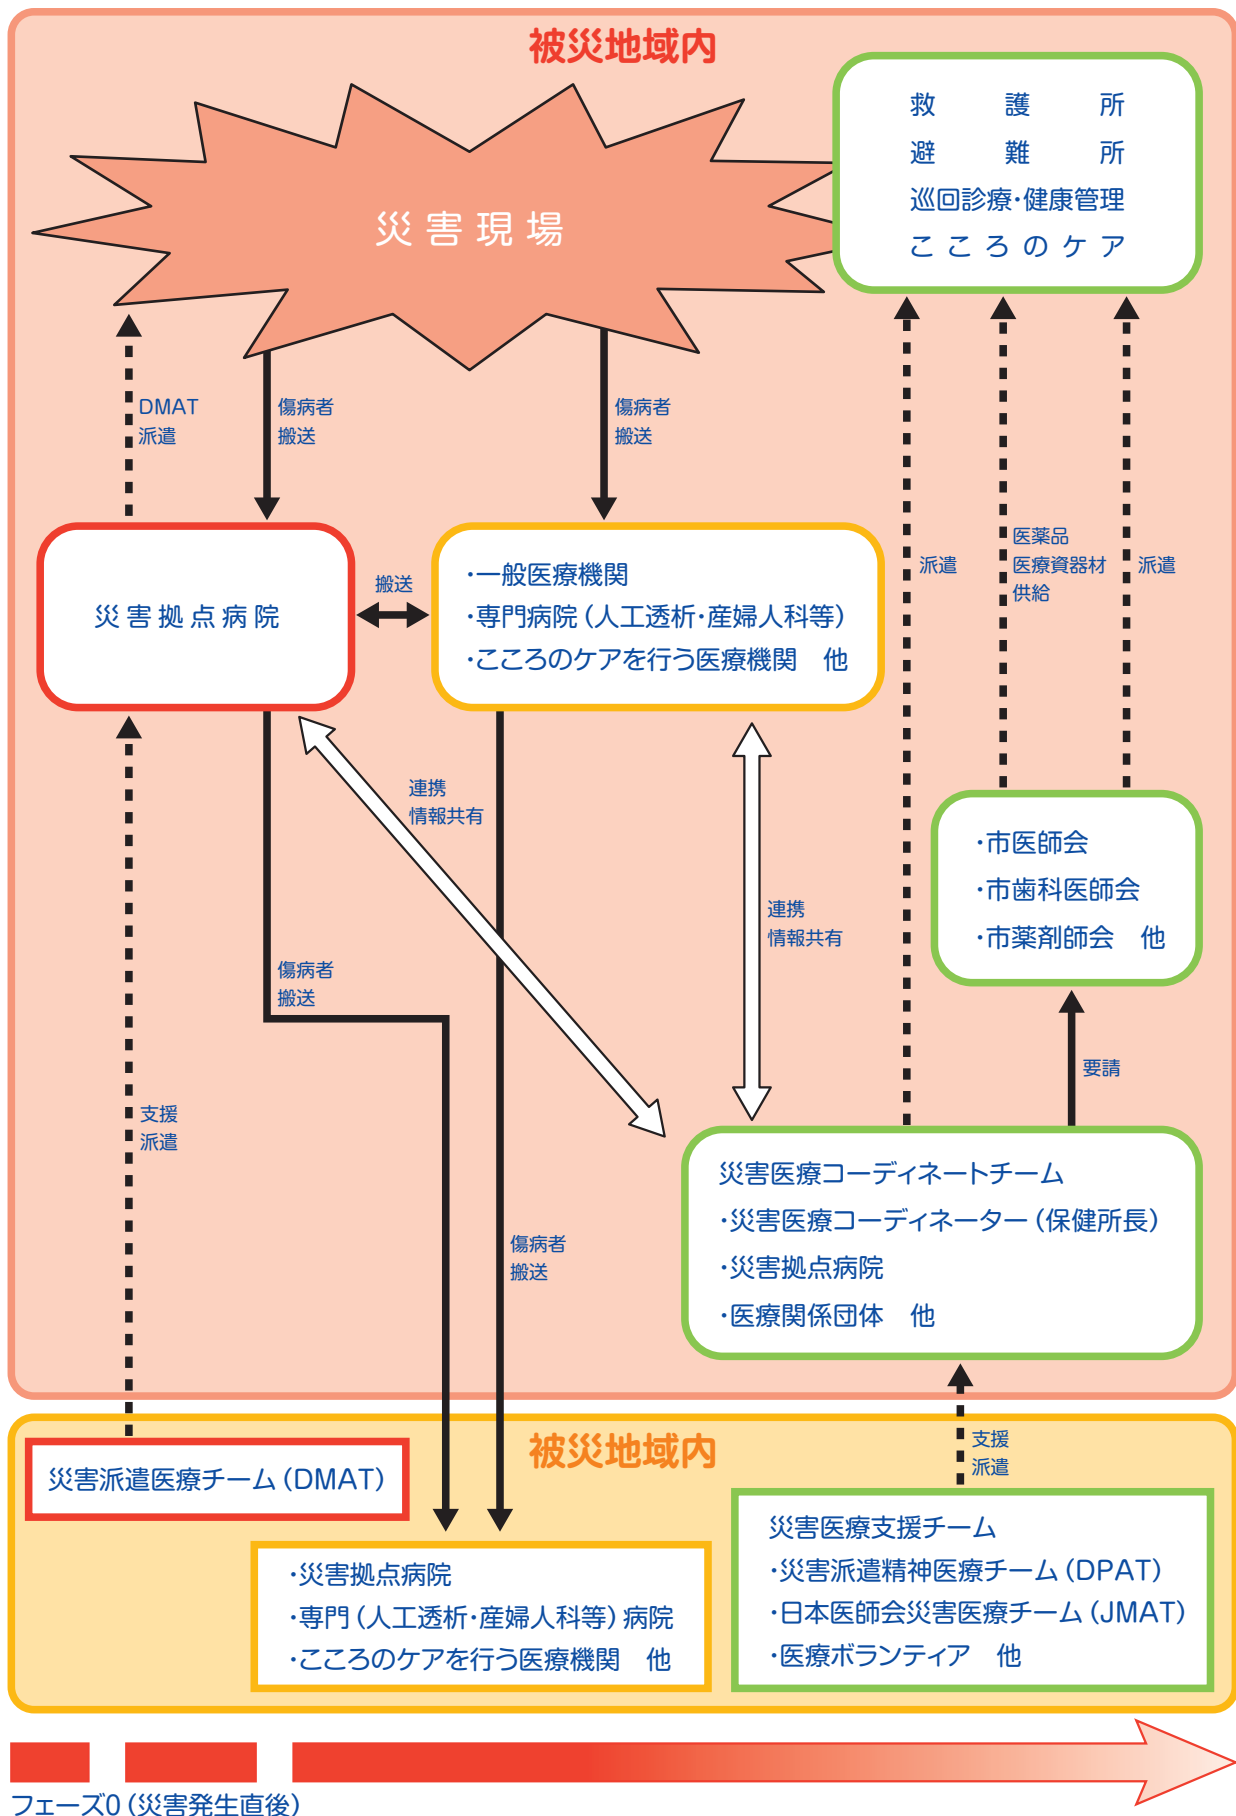 被災地域内
救護所
避難所
巡回診療・健康管理
こころのケア
災害現場
DMAT
派遣
傷病者
搬送
傷病者
搬送
派遣
医薬品
医療資器材
供給
派遣
災害拠点病院
搬送
・一般医療機関
・専門病院（人工透析・産婦人科等）
・こころのケアを行う医療機関　他
連携
情報共有
連携
情報共有
・市医師会
・市歯科医師会
・市薬剤師会　他
傷病者
搬送
要請
支援
派遣
傷病者
搬送
災害医療コーディネートチーム
・災害医療コーディネーター（保健所長）
・災害拠点病院
・医療関係団体　他
被災地域内
支援
派遣
災害派遣医療チーム（DMAT）
・災害拠点病院
・専門（人工透析・産婦人科等）病院
・こころのケアを行う医療機関　他
災害医療支援チーム
・災害派遣精神医療チーム（DPAT）
・日本医師会災害医療チーム（JMAT）
・医療ボランティア　他
フェーズ0（災害発生直後）